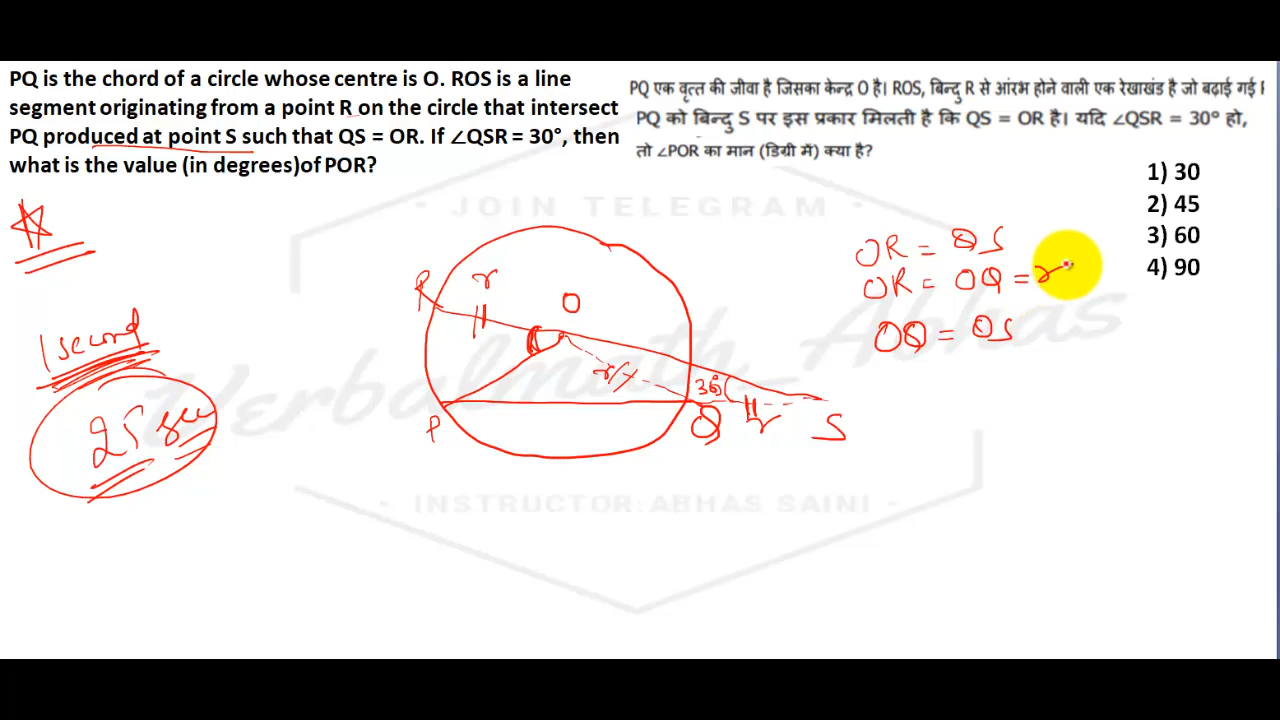 PQ is the chord of a circle whose centre is O. ROS is a line
segment originating from a point R on the circle that intersect
PQ produced at point S such that QS = OR. If ∠QSR = 30°, then
what is the value (in degrees)of POR?
PQ एक वृत्त की जीवा है जिसका केन्द्र O है। ROS, बिन्दु R से आंरभ होने वाली एक रेखाखंड है जो बढ़ाई गई
PQ को बिन्दु S पर इस प्रकार मिलती है कि QS = OR है। यदि ∠QSR = 30° हो,
तो ∠POR का मान (डिग्री में) क्या है?
1) 30
2) 45
3) 60
4) 90
JOIN TELEGRAM
Verbalmath_Abhas
INSTRUCTOR: ABHAS SAINI
1 second
25 sec
R
r
O
P
r
30°
Q
r
S
OR = QS
OR = OQ = r
OQ = QS